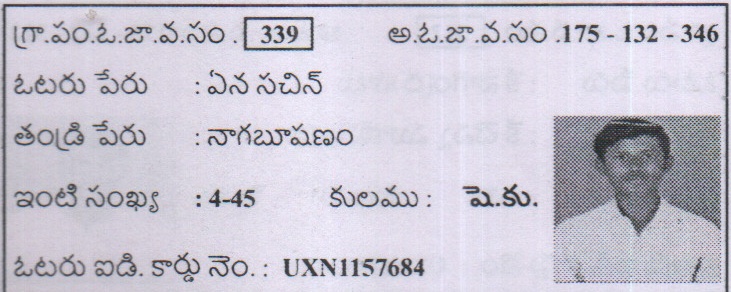 గ్రా.పం.ఓ.జా.వ.సం. 339 అ.ఓ.జా.వ.సం.175-132-346
ఓటరు పేరు : ఏన సచిన్
తండ్రి పేరు : నాగబూషణం
ఇంటి సంఖ్య : 4-45 కులము : షె.కు.
ఓటరు ఐడి. కార్డు నెం. : UXN1157684